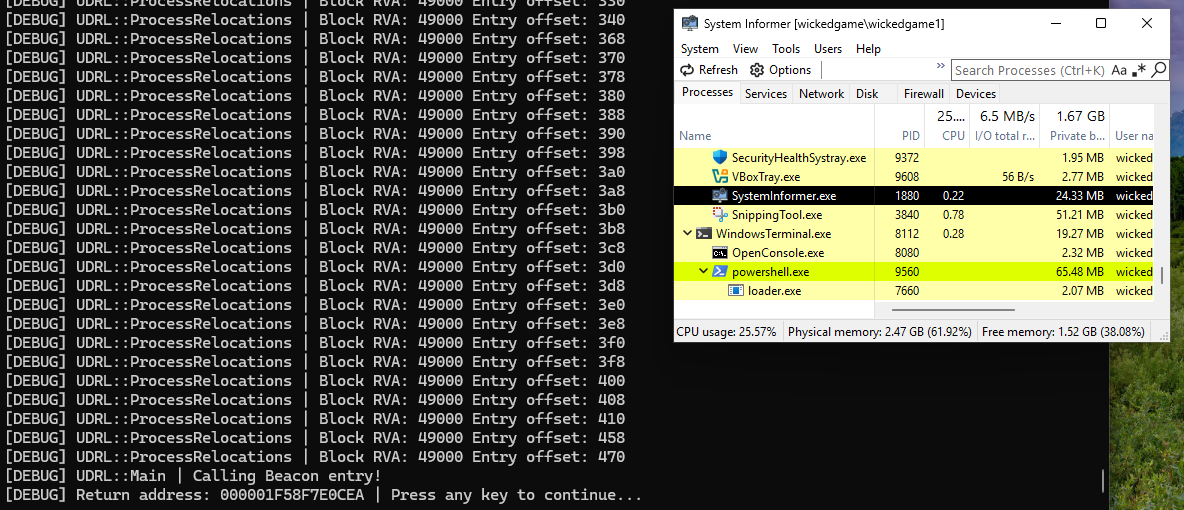 [DEBUG] UDRL::ProcessRelocations | Block RVA: 49000 Entry offset: 330
[DEBUG] UDRL::ProcessRelocations | Block RVA: 49000 Entry offset: 340
[DEBUG] UDRL::ProcessRelocations | Block RVA: 49000 Entry offset: 368
[DEBUG] UDRL::ProcessRelocations | Block RVA: 49000 Entry offset: 370
[DEBUG] UDRL::ProcessRelocations | Block RVA: 49000 Entry offset: 378
[DEBUG] UDRL::ProcessRelocations | Block RVA: 49000 Entry offset: 380
[DEBUG] UDRL::ProcessRelocations | Block RVA: 49000 Entry offset: 388
[DEBUG] UDRL::ProcessRelocations | Block RVA: 49000 Entry offset: 390
[DEBUG] UDRL::ProcessRelocations | Block RVA: 49000 Entry offset: 398
[DEBUG] UDRL::ProcessRelocations | Block RVA: 49000 Entry offset: 3a0
[DEBUG] UDRL::ProcessRelocations | Block RVA: 49000 Entry offset: 3a8
[DEBUG] UDRL::ProcessRelocations | Block RVA: 49000 Entry offset: 3b0
[DEBUG] UDRL::ProcessRelocations | Block RVA: 49000 Entry offset: 3b8
[DEBUG] UDRL::ProcessRelocations | Block RVA: 49000 Entry offset: 3c8
[DEBUG] UDRL::ProcessRelocations | Block RVA: 49000 Entry offset: 3d0
[DEBUG] UDRL::ProcessRelocations | Block RVA: 49000 Entry offset: 3d8
[DEBUG] UDRL::ProcessRelocations | Block RVA: 49000 Entry offset: 3e0
[DEBUG] UDRL::ProcessRelocations | Block RVA: 49000 Entry offset: 3e8
[DEBUG] UDRL::ProcessRelocations | Block RVA: 49000 Entry offset: 3f0
[DEBUG] UDRL::ProcessRelocations | Block RVA: 49000 Entry offset: 3f8
[DEBUG] UDRL::ProcessRelocations | Block RVA: 49000 Entry offset: 400
[DEBUG] UDRL::ProcessRelocations | Block RVA: 49000 Entry offset: 408
[DEBUG] UDRL::ProcessRelocations | Block RVA: 49000 Entry offset: 410
[DEBUG] UDRL::ProcessRelocations | Block RVA: 49000 Entry offset: 458
[DEBUG] UDRL::ProcessRelocations | Block RVA: 49000 Entry offset: 470
[DEBUG] UDRL::Main | Calling Beacon entry!
[DEBUG] Return address: 000001F58F7E0CEA | Press any key to continue...
System Informer [wickedgame\wickedgame1]
System View Tools Users Help
Refresh Options » Search Processes (Ctrl+K) Aa .*
Processes Services Network Disk Firewall Devices
25.... 6.5 MB/s 1.67 GB
Name PID CPU I/O total r... Private b... User na
SecurityHealthSystray.exe 9372 1.95 MB wicked
VBoxTray.exe 9608 56 B/s 2.77 MB wicked
SystemInformer.exe 1880 0.22 24.33 MB wicked
SnippingTool.exe 3840 0.78 51.21 MB wicked
WindowsTerminal.exe 8112 0.28 19.27 MB wicked
OpenConsole.exe 8080 2.32 MB wicked
powershell.exe 9560 65.48 MB wicked
loader.exe 7660 2.07 MB wicked
CPU usage: 25.57% Physical memory: 2.47 GB (61.92%) Free memory: 1.52 GB (38.08%)